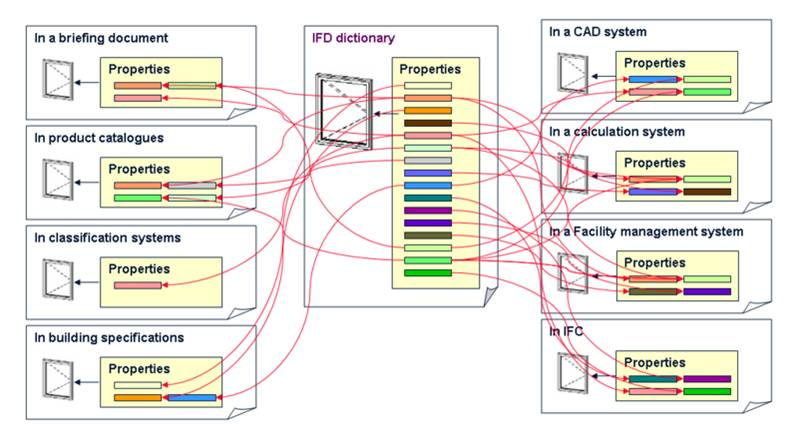 In a briefing document
Properties
In product catalogues
Properties
In classification systems
Properties
In building specifications
Properties
IFD dictionary
Properties
In a CAD system
Properties
In a calculation system
Properties
In a Facility management system
Properties
In IFC
Properties